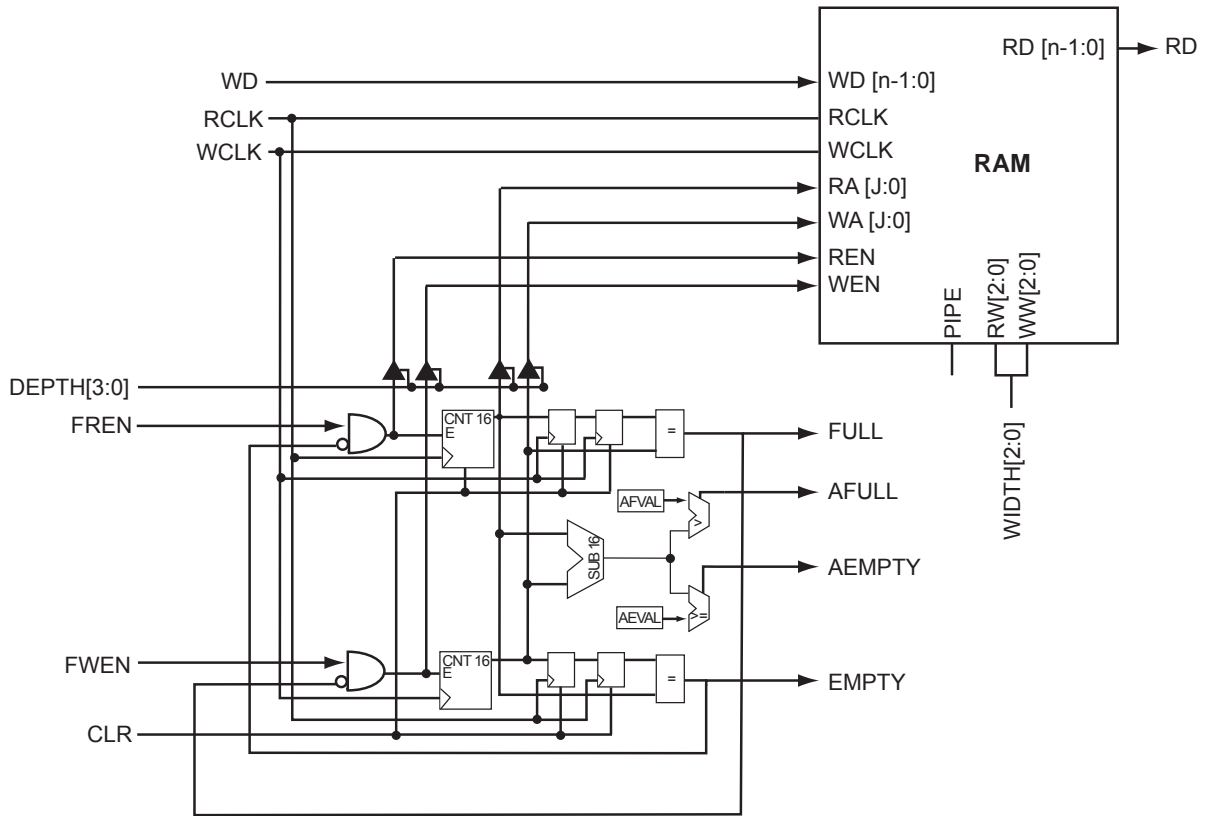 RD [n-1:0]
RD
WD
WD [n-1:0]
RCLK
RCLK
WCLK
WCLK
RAM
RA [J:0]
WA [J:0]
REN
WEN
PIPE
RW[2:0]
WW[2:0]
DEPTH[3:0]
FREN
CNT 16
E
=
FULL
WIDTH[2:0]
AFVAL
>
AFULL
SUB 16
AEMPTY
AEVAL
>=
FWEN
CNT 16
E
=
EMPTY
CLR